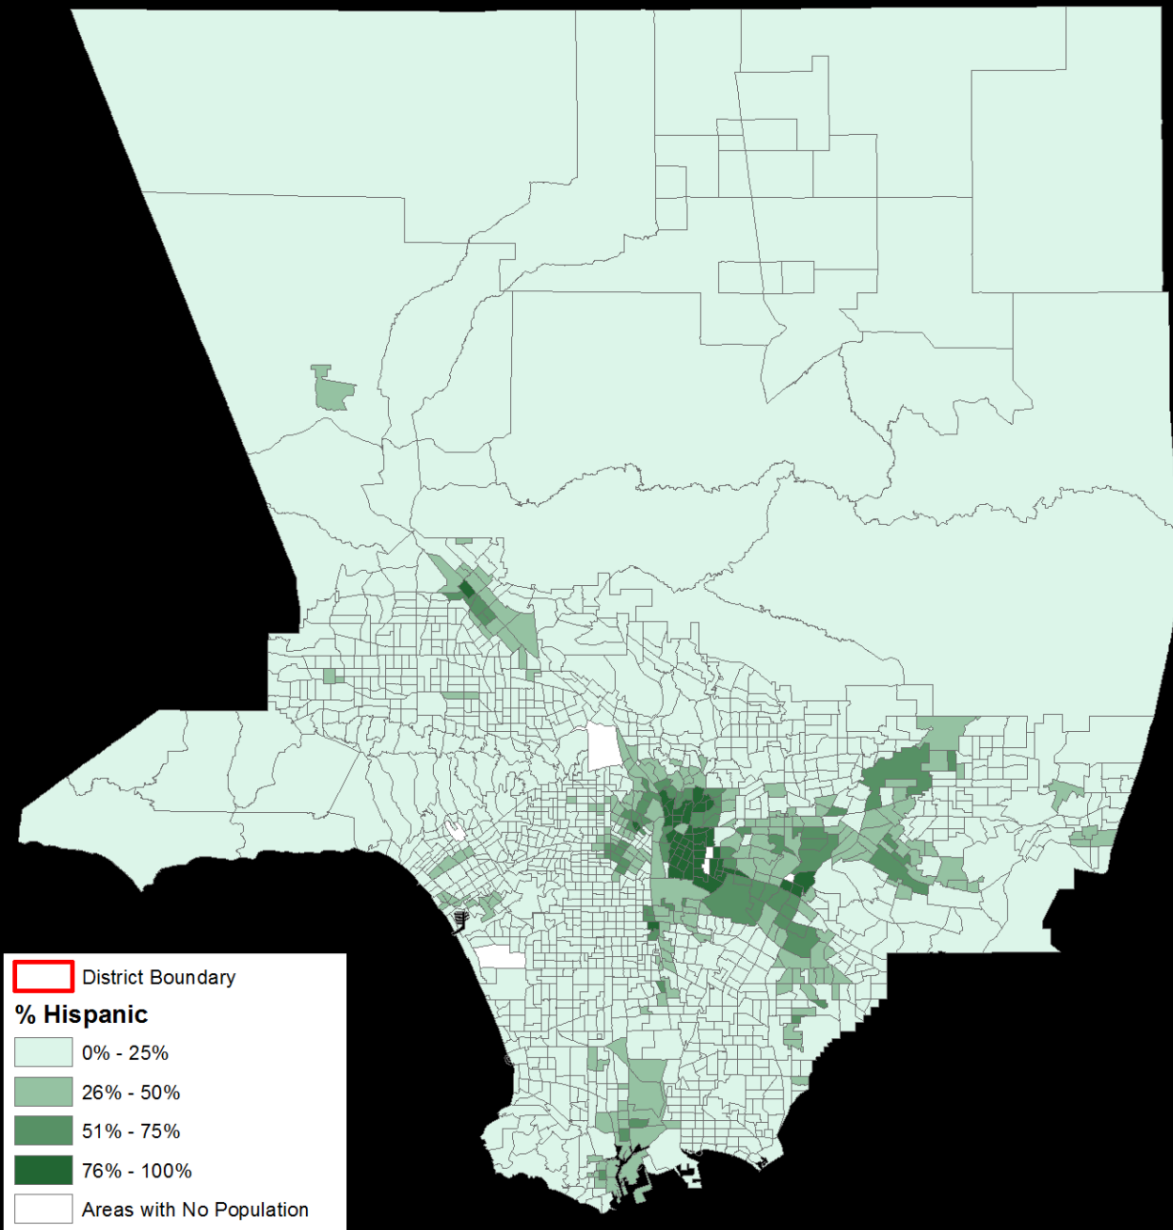 District Boundary
% Hispanic
0% - 25%
26% - 50%
51% - 75%
76% - 100%
Areas with No Population